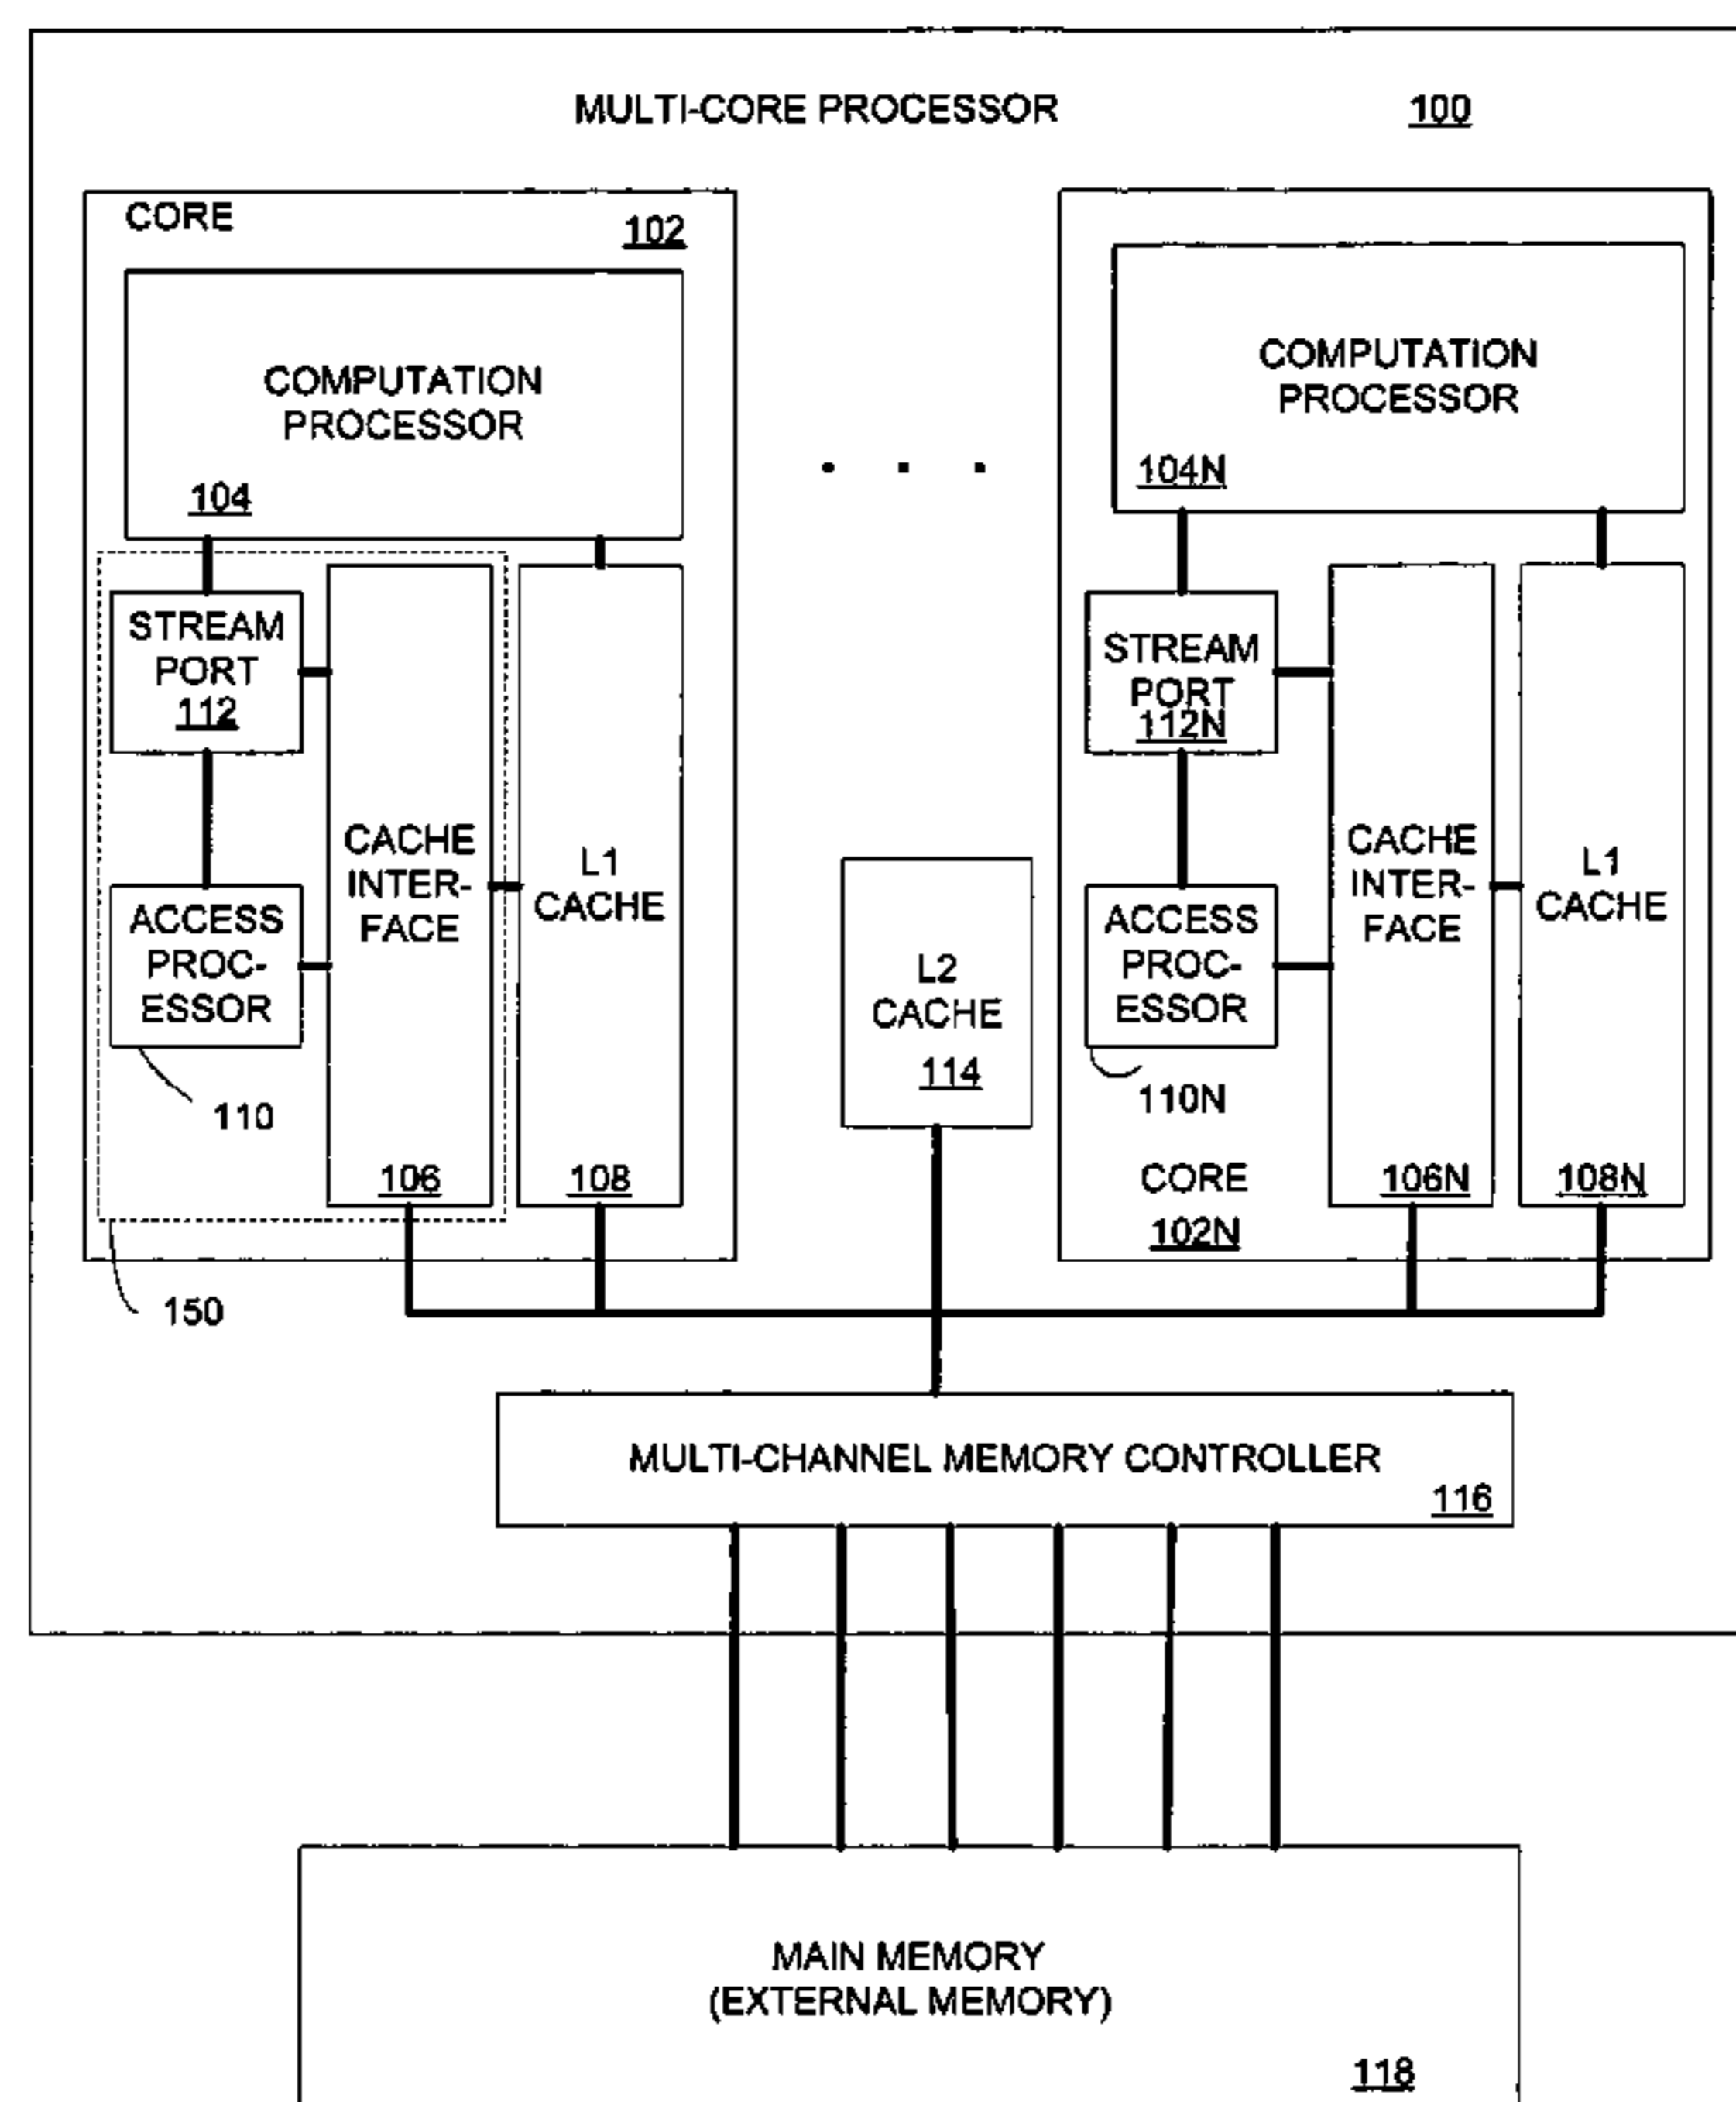 MULTI-CORE PROCESSOR 100
CORE
102
COMPUTATION
PROCESSOR
104
STREAM
PORT
112
CACHE
INTER-
FACE
106
L1
CACHE
108
ACCESS
PROC-
ESSOR
110
150
. . .
L2
CACHE
114
COMPUTATION
PROCESSOR
104N
STREAM
PORT
112N
CACHE
INTER-
FACE
106N
L1
CACHE
108N
ACCESS
PROC-
ESSOR
110N
CORE
102N
MULTI-CHANNEL MEMORY CONTROLLER
116
MAIN MEMORY
(EXTERNAL MEMORY)
118